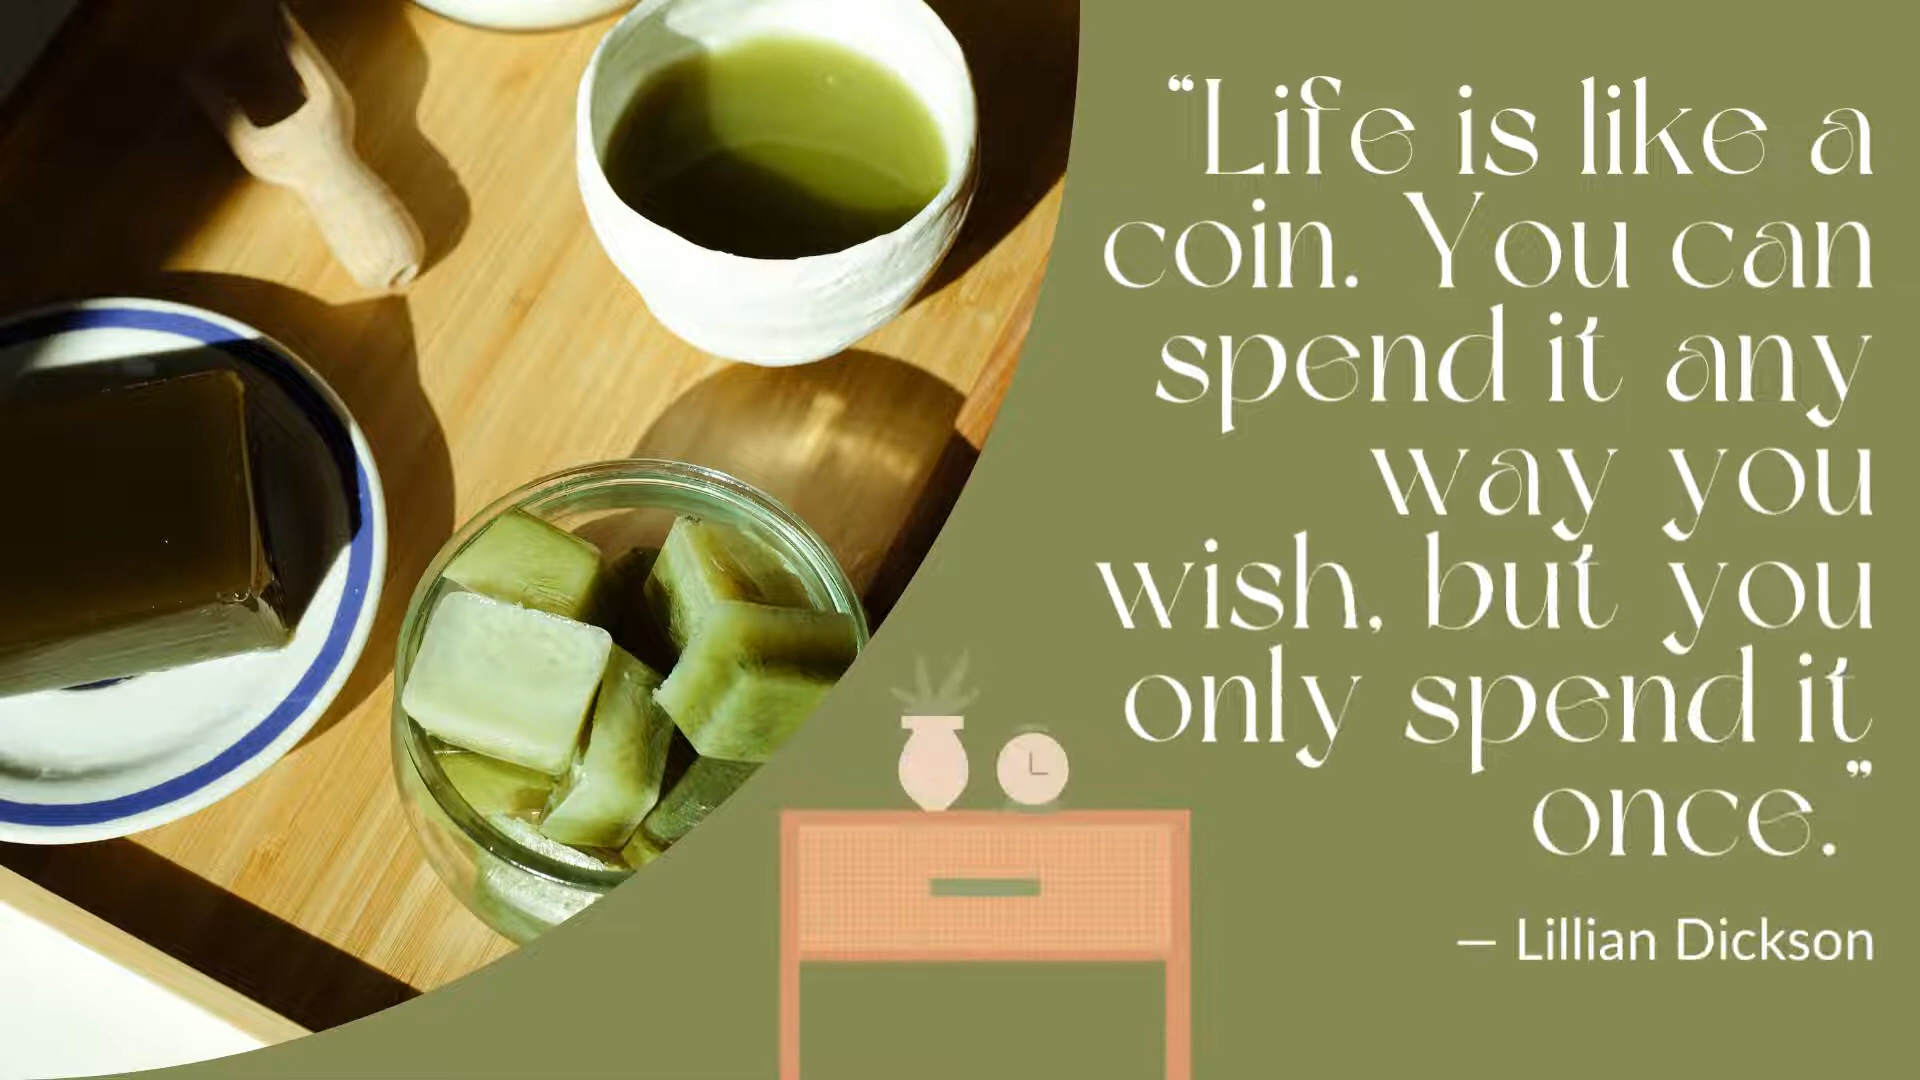 “Life is like a
coin. You can
spend it any
way you
wish, but you
only spend it
once.”
— Lillian Dickson